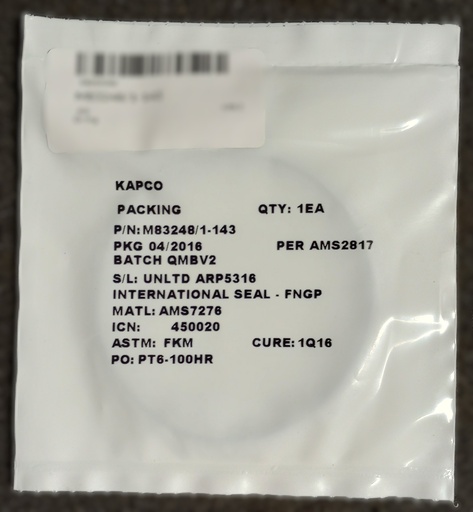 KAPCO
PACKING QTY: 1EA
P/N: M83248/1-143
PKG 04/2016 PER AMS2817
BATCH QMBV2
S/L: UNLTD ARP5316
INTERNATIONAL SEAL - FNGP
MATL: AMS7276
ICN: 450020
ASTM: FKM CURE: 1Q16
PO: PT6-100HR